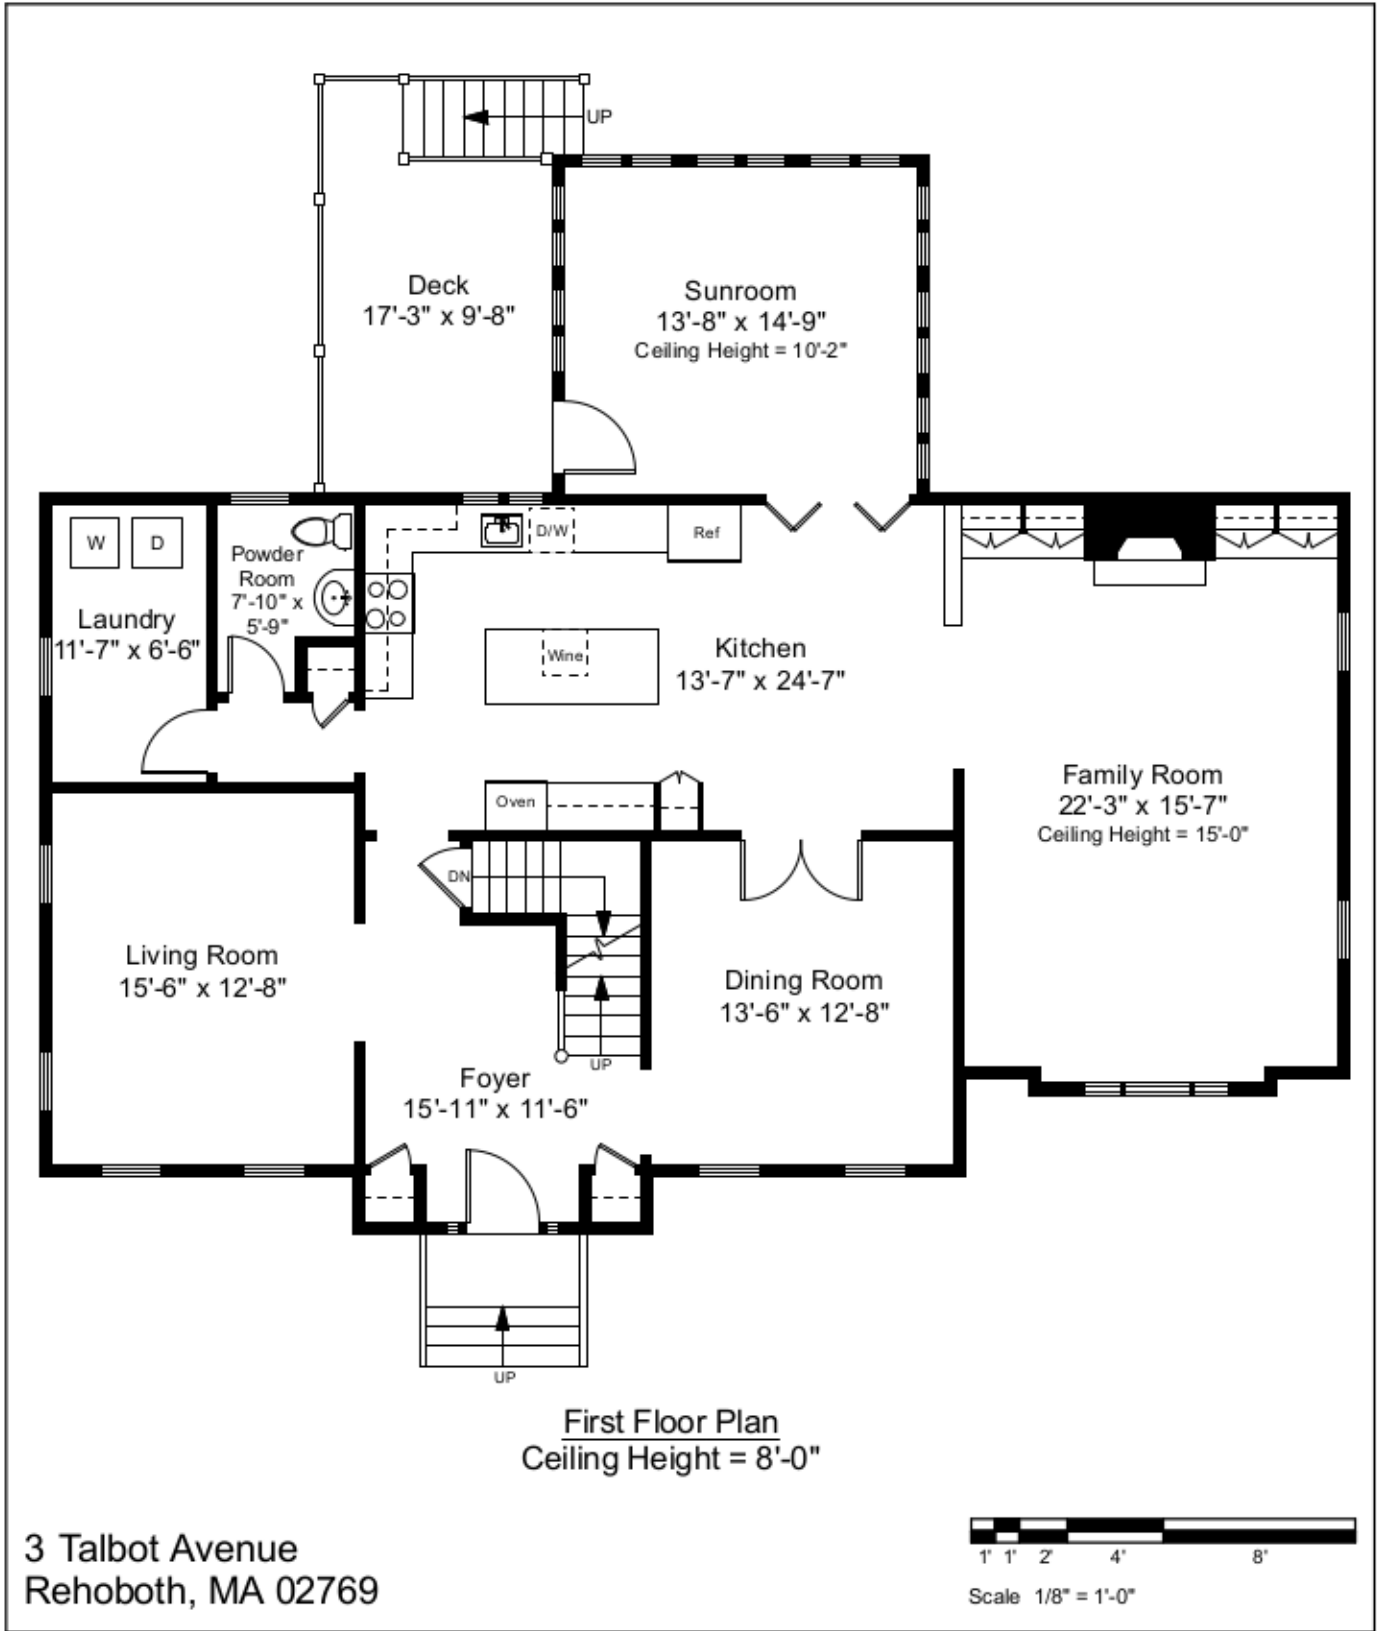 UP
Deck
17'-3" x 9'-8"
Sunroom
13'-8" x 14'-9"
Ceiling Height = 10'-2"
W
D
Powder
Room
7'-10" x
5'-9"
D/W
Ref
Laundry
11'-7" x 6'-6"
Wine
Kitchen
13'-7" x 24'-7"
Oven
Family Room
22'-3" x 15'-7"
Ceiling Height = 15'-0"
DN
Living Room
15'-6" x 12'-8"
Dining Room
13'-6" x 12'-8"
UP
Foyer
15'-11" x 11'-6"
UP
First Floor Plan
Ceiling Height = 8'-0"
3 Talbot Avenue
Rehoboth, MA 02769
1' 1' 2' 4' 8'
Scale 1/8" = 1'-0"